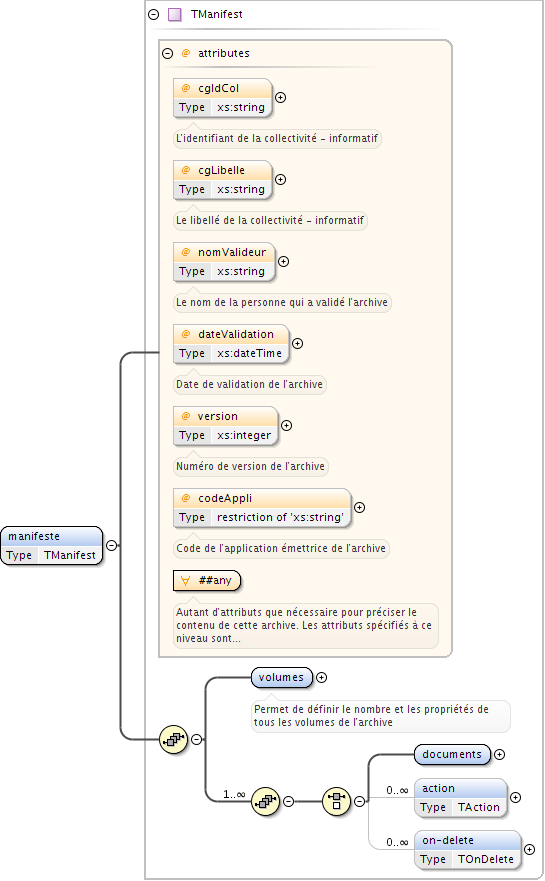 TManifest
@ attributes
@ cgIdCol
Type xs:string
L'identifiant de la collectivité - informatif
@ cgLibelle
Type xs:string
Le libellé de la collectivité - informatif
@ nomValideur
Type xs:string
Le nom de la personne qui a validé l'archive
@ dateValidation
Type xs:dateTime
Date de validation de l'archive
@ version
Type xs:integer
Numéro de version de l'archive
@ codeAppli
Type restriction of 'xs:string'
Code de l'application émettrice de l'archive
##any
Autant d'attributs que nécessaire pour préciser le
contenu de cette archive. Les attributs spécifiés à ce
niveau sont...
manifeste
Type TManifest
volumes
Permet de définir le nombre et les propriétés de
tous les volumes de l'archive
1..∞
documents
0..∞
action
Type TAction
0..∞
on-delete
Type TOnDelete